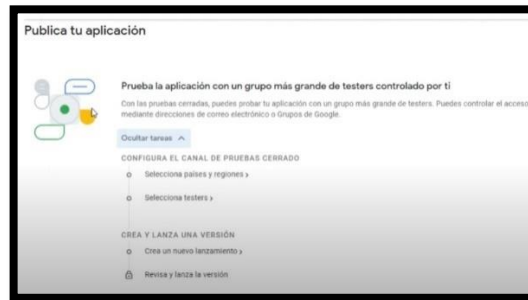 Publica tu aplicación
Prueba la aplicación con un grupo más grande de testers controlado por ti
Con las pruebas cerradas, puedes probar tu aplicación con un grupo más grande de testers. Puedes controlar el acceso
mediante direcciones de correo electrónico o Grupos de Google.
Ocultar tareas
CONFIGURA EL CANAL DE PRUEBAS CERRADO
Selecciona países y regiones
Selecciona testers
CREA Y LANZA UNA VERSIÓN
Crea un nuevo lanzamiento
Revisa y lanza la versión